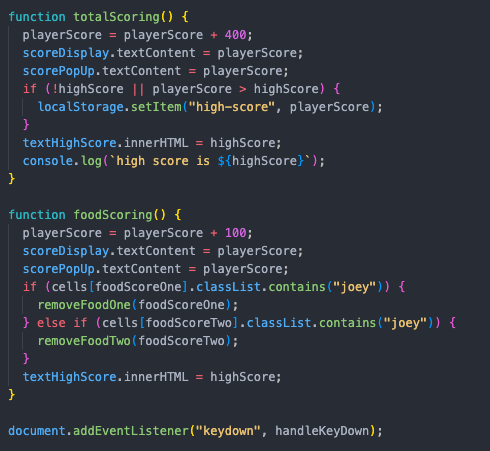 function totalScoring() {
  playerScore = playerScore + 400;
  scoreDisplay.textContent = playerScore;
  scorePopUp.textContent = playerScore;
  if (!highScore || playerScore > highScore) {
    localStorage.setItem("high-score", playerScore);
  }
  textHighScore.innerHTML = highScore;
  console.log(`high score is ${highScore}`);
}

function foodScoring() {
  playerScore = playerScore + 100;
  scoreDisplay.textContent = playerScore;
  scorePopUp.textContent = playerScore;
  if (cells[foodScoreOne].classList.contains("joey")) {
    removeFoodOne(foodScoreOne);
  } else if (cells[foodScoreTwo].classList.contains("joey")) {
    removeFoodTwo(foodScoreTwo);
  }
  textHighScore.innerHTML = highScore;
}

document.addEventListener("keydown", handleKeyDown);